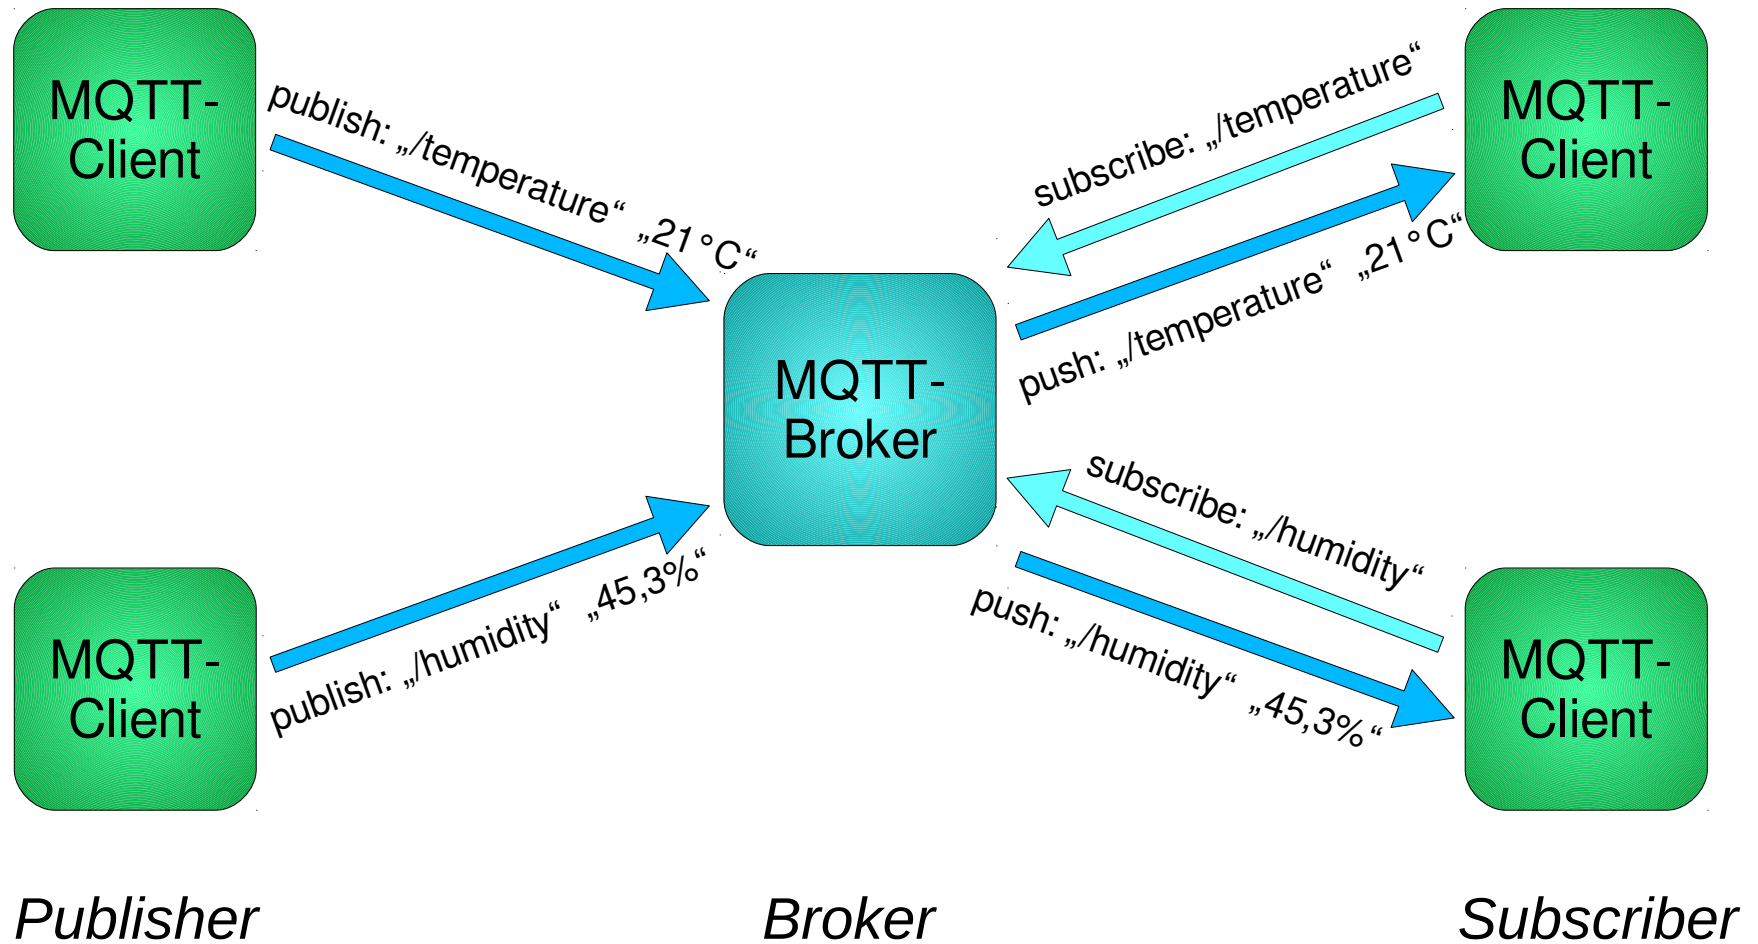 MQTT-
Client
publish: „/temperature“ „21°C“
MQTT-
Client
publish: „/humidity“ „45,3%“
MQTT-
Broker
subscribe: „/temperature“
push: „/temperature“ „21°C“
MQTT-
Client
subscribe: „/humidity“
push: „/humidity“ „45,3%“
MQTT-
Client
Publisher
Broker
Subscriber